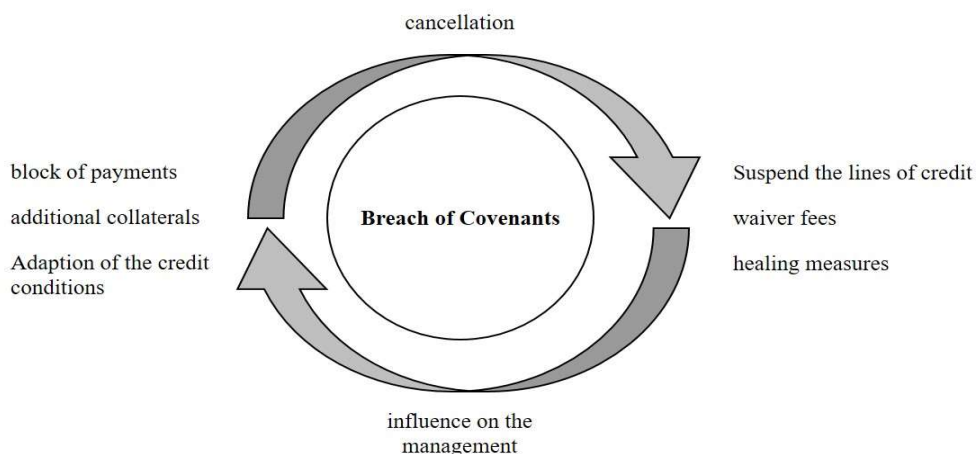 cancellation
block of payments
additional collaterals
Adaption of the credit
conditions
Breach of Covenants
Suspend the lines of credit
waiver fees
healing measures
influence on the
management